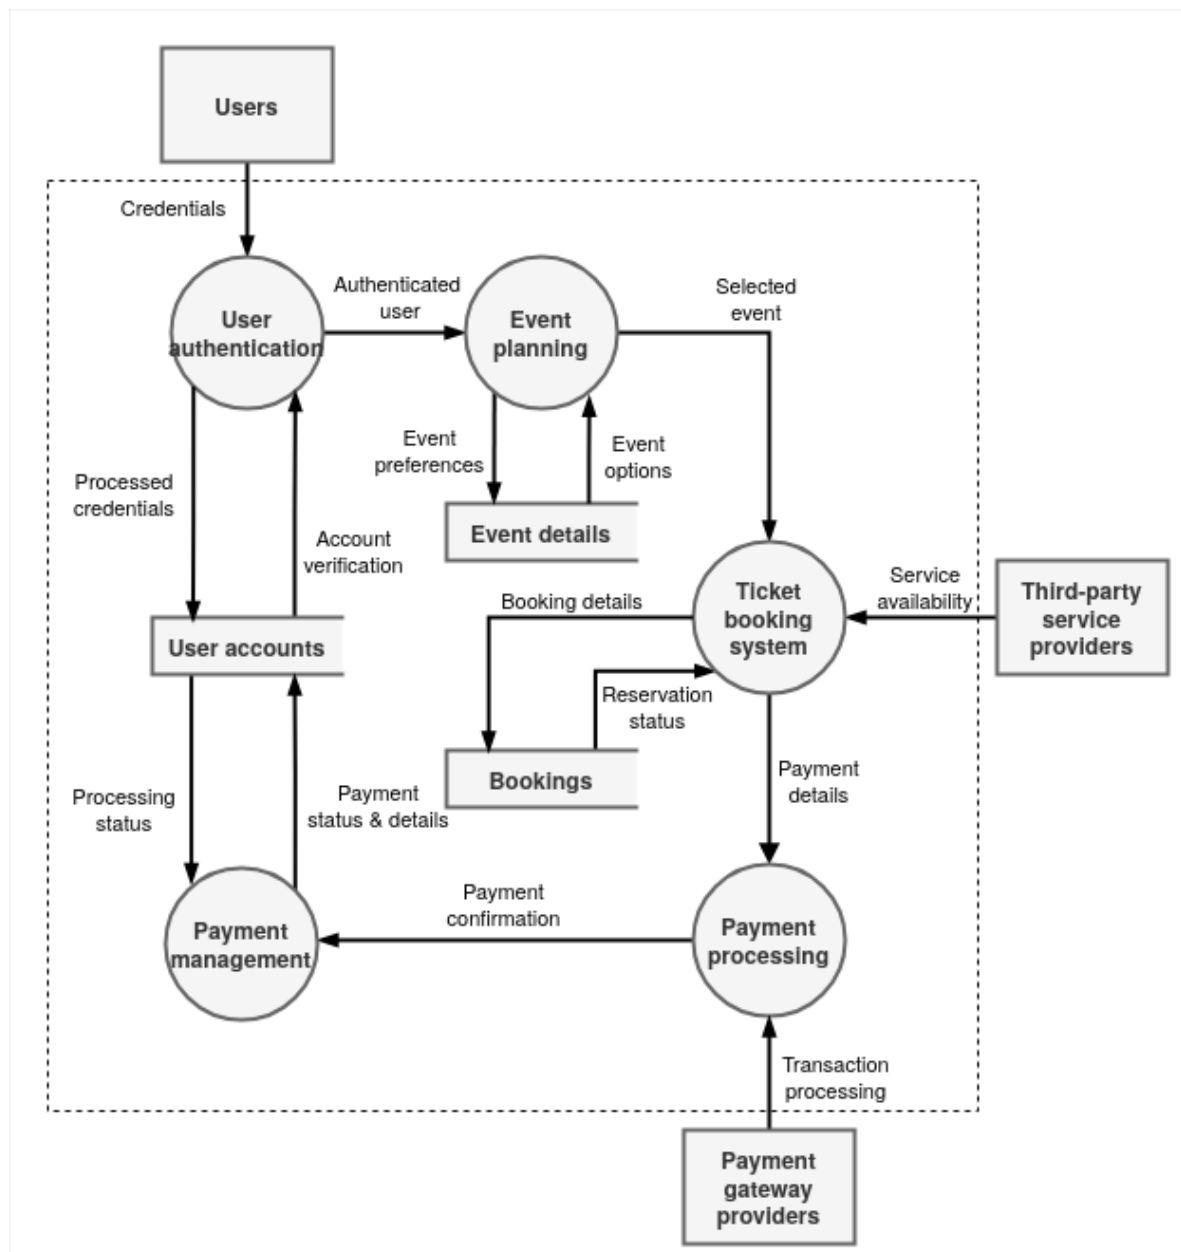 Users
Credentials
User
authentication
Authenticated
user
Event
planning
Selected
event
Processed
credentials
Account
verification
Event
preferences
Event
options
Event details
User accounts
Booking details
Ticket
booking
system
Service
availability
Third-party
service
providers
Reservation
status
Bookings
Processing
status
Payment
status & details
Payment
details
Payment
management
Payment
confirmation
Payment
processing
Transaction
processing
Payment
gateway
providers